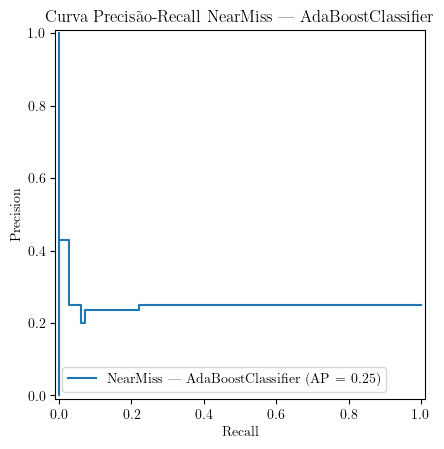 Curva Precisão-Recall NearMiss — AdaBoostClassifier
1.0
0.8
0.6
0.4
0.2
0.0
Precision
NearMiss — AdaBoostClassifier (AP = 0.25)
0.0 0.2 0.4 0.6 0.8 1.0
Recall